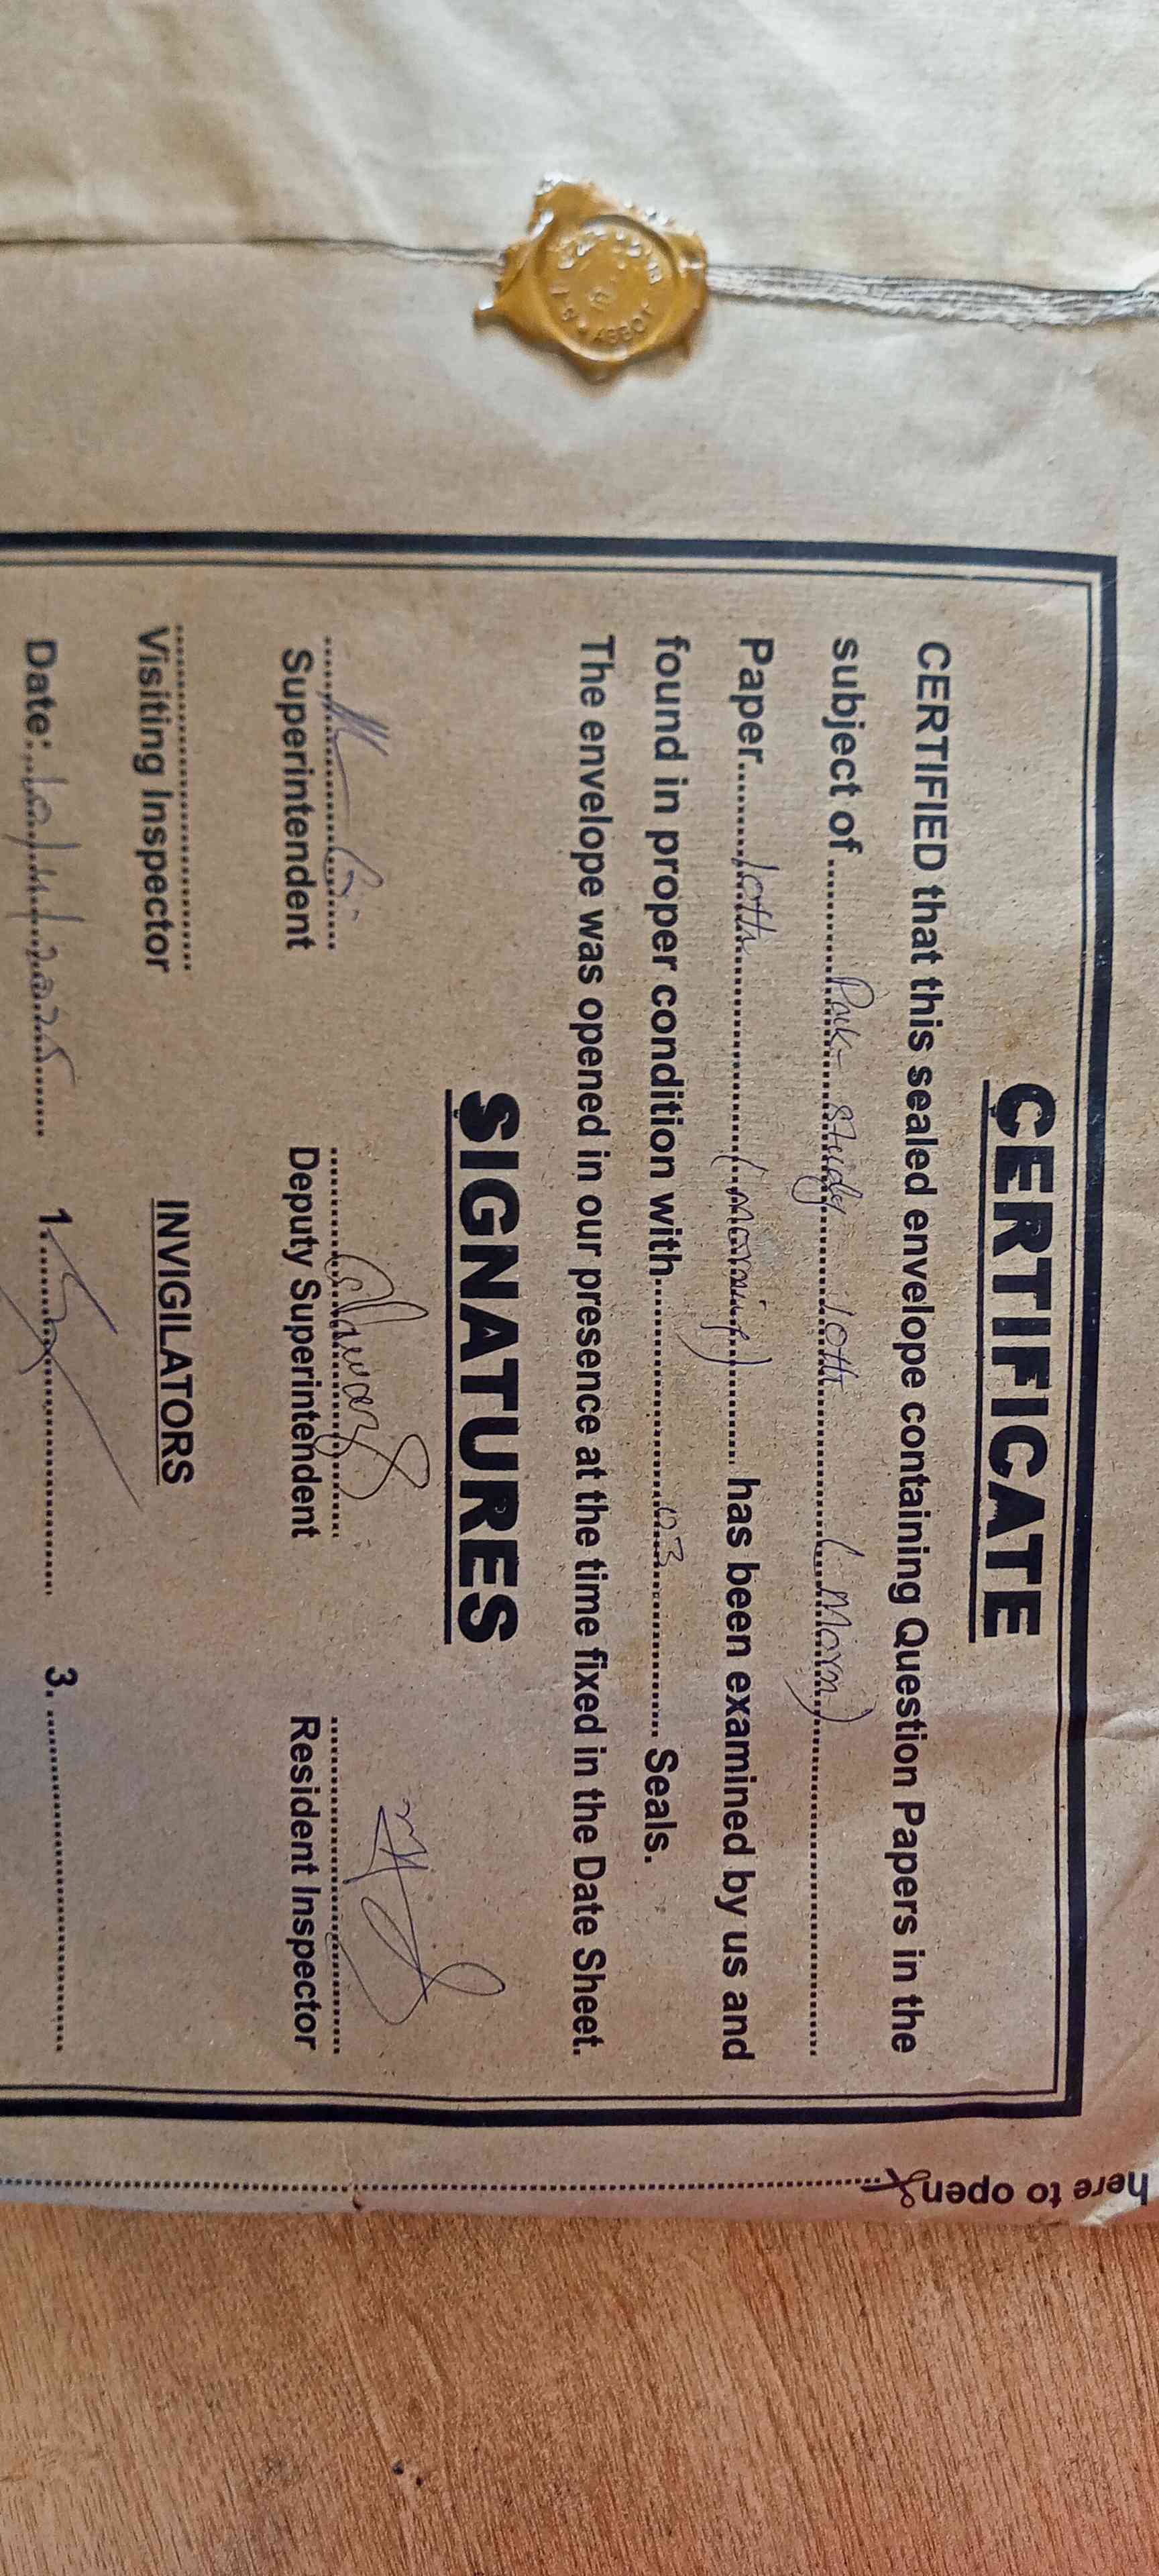 CERTIFICATE
CERTIFIED that this sealed envelope containing Question Papers in the
subject of Pak-study 10th (Morn)
Paper 10th (morning) has been examined by us and
found in proper condition with 03 Seals.
The envelope was opened in our presence at the time fixed in the Date Sheet.
SIGNATURES
Superintendent Deputy Superintendent Resident Inspector
Visiting Inspector INVIGILATORS
Date: 10/4/2025 1. 3.
here to open